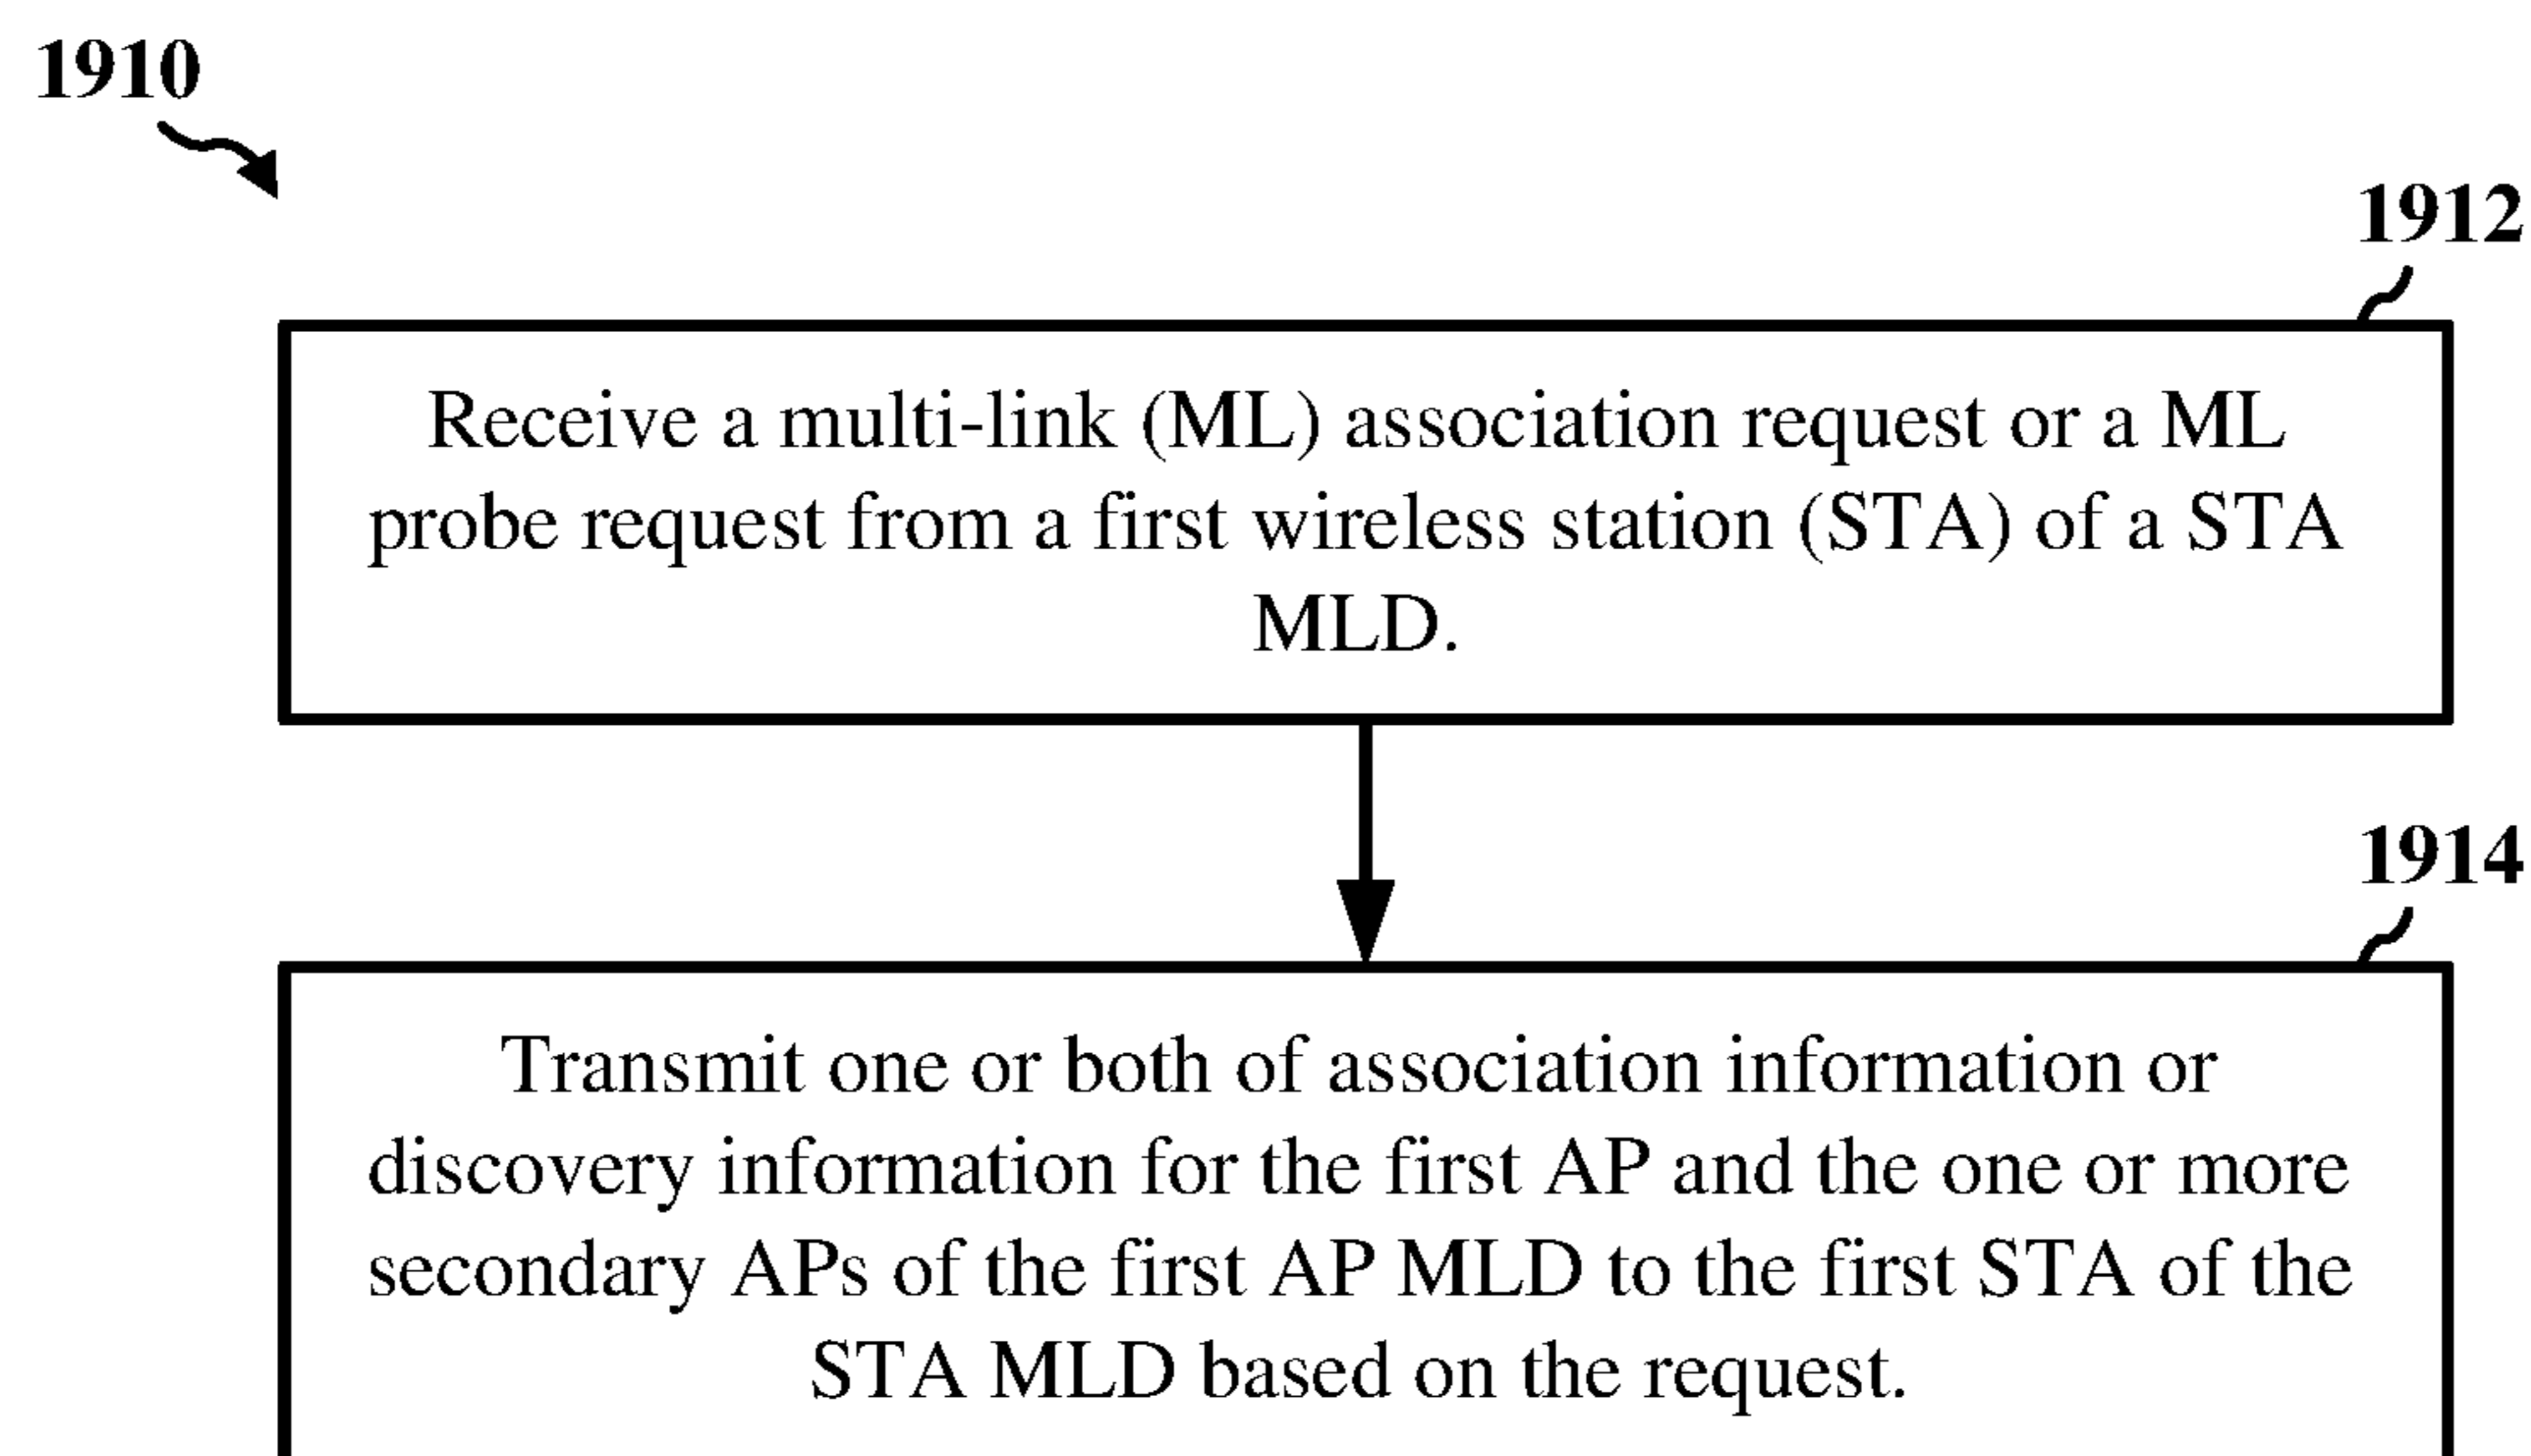 1910
1912
Receive a multi-link (ML) association request or a ML
probe request from a first wireless station (STA) of a STA
MLD.
1914
Transmit one or both of association information or
discovery information for the first AP and the one or more
secondary APs of the first AP MLD to the first STA of the
STA MLD based on the request.